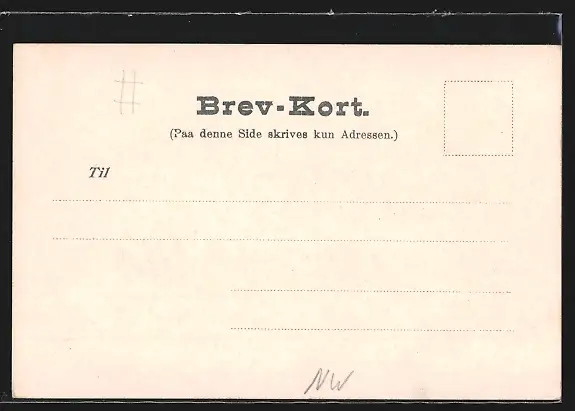 #
Brev-Kort.
(Paa denne Side skrives kun Adressen.)
Til
NW